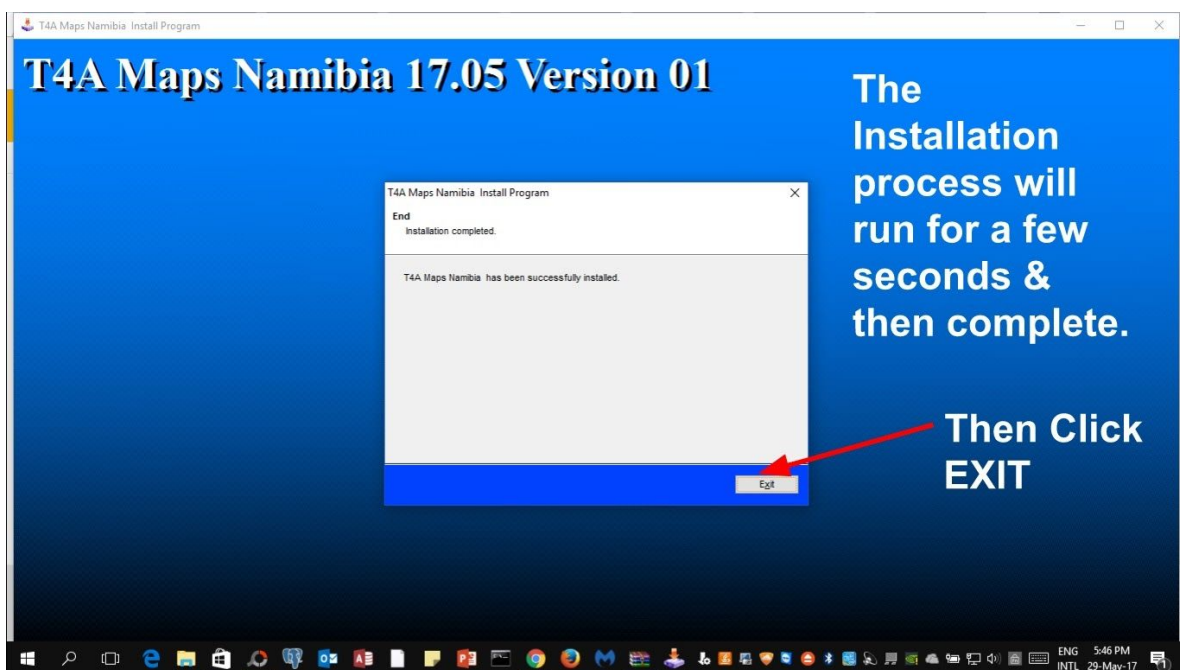 T4A Maps Namibia Install Program
T4A Maps Namibia 17.05 Version 01
The
Installation
process will
run for a few
seconds &
then complete.
T4A Maps Namibia Install Program
End
Installation completed.
T4A Maps Namibia has been successfully installed.
Then Click
EXIT
Exit
ENG 5:46 PM
INTL 29-May-17